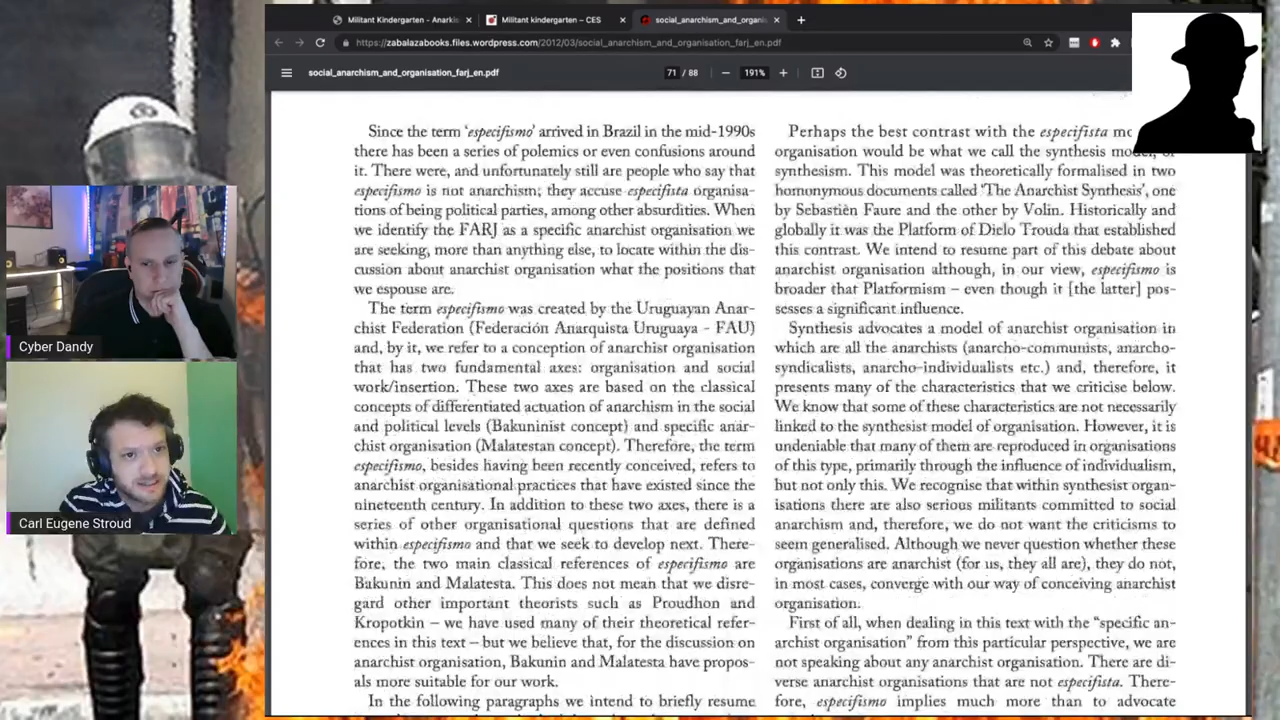 Militant Kindergarten - Anarkis
Militant kindergarten – CES
social_anarchism_and_organis
https://zabalazabooks.files.wordpress.com/2012/03/social_anarchism_and_organisation_farj_en.pdf
social_anarchism_and_organisation_farj_en.pdf
71 / 88
191%
Since the term 'especifismo' arrived in Brazil in the mid-1990s
there has been a series of polemics or even confusions around
it. There were, and unfortunately still are people who say that
especifismo is not anarchism; they accuse especifista organisa-
tions of being political parties, among other absurdities. When
we identify the FARJ as a specific anarchist organisation we
are seeking, more than anything else, to locate within the dis-
cussion about anarchist organisation what the positions that
we espouse are.
The term especifismo was created by the Uruguayan Anar-
chist Federation (Federación Anarquista Uruguaya - FAU)
and, by it, we refer to a conception of anarchist organisation
that has two fundamental axes: organisation and social
work/insertion. These two axes are based on the classical
concepts of differentiated actuation of anarchism in the social
and political levels (Bakuninist concept) and specific anar-
chist organisation (Malatestan concept). Therefore, the term
especifismo, besides having been recently conceived, refers to
anarchist organisational practices that have existed since the
nineteenth century. In addition to these two axes, there is a
series of other organisational questions that are defined
within especifismo and that we seek to develop next. There-
fore, the two main classical references of especifismo are
Bakunin and Malatesta. This does not mean that we disre-
gard other important theorists such as Proudhon and
Kropotkin – we have used many of their theoretical refer-
ences in this text – but we believe that, for the discussion on
anarchist organisation, Bakunin and Malatesta have propos-
als more suitable for our work.
In the following paragraphs we intend to briefly resume
Perhaps the best contrast with the especifista mo
organisation would be what we call the synthesis model, or
synthesism. This model was theoretically formalised in two
homonymous documents called 'The Anarchist Synthesis', one
by Sebastièn Faure and the other by Volin. Historically and
globally it was the Platform of Dielo Trouda that established
this contrast. We intend to resume part of this debate about
anarchist organisation although, in our view, especifismo is
broader that Platformism – even though it [the latter] pos-
sesses a significant influence.
Synthesis advocates a model of anarchist organisation in
which are all the anarchists (anarcho-communists, anarcho-
syndicalists, anarcho-individualists etc.) and, therefore, it
presents many of the characteristics that we criticise below.
We know that some of these characteristics are not necessarily
linked to the synthesist model of organisation. However, it is
undeniable that many of them are reproduced in organisations
of this type, primarily through the influence of individualism,
but not only this. We recognise that within synthesist organ-
isations there are also serious militants committed to social
anarchism and, therefore, we do not want the criticisms to
seem generalised. Although we never question whether these
organisations are anarchist (for us, they all are), they do not,
in most cases, converge with our way of conceiving anarchist
organisation.
First of all, when dealing in this text with the "specific an-
archist organisation" from this particular perspective, we are
not speaking about any anarchist organisation. There are di-
verse anarchist organisations that are not especifista. There-
fore, especifismo implies much more than to advocate
Cyber Dandy
Carl Eugene Stroud